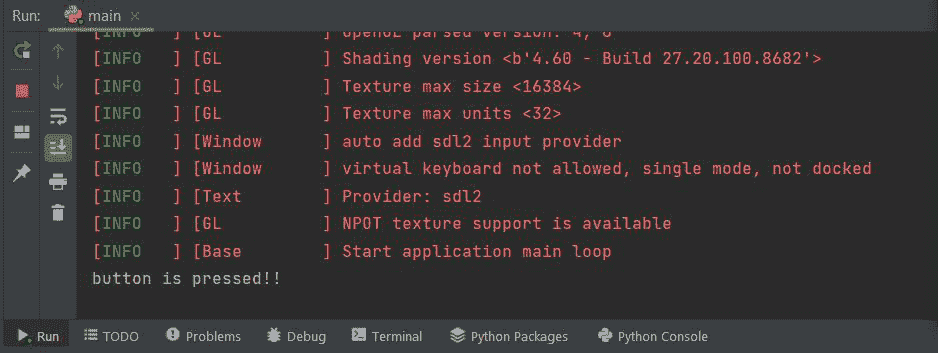 Run: main
[INFO   ] [GL          ] OpenGL parsed version: 4, 6
[INFO   ] [GL          ] Shading version <b'4.60 - Build 27.20.100.8682'>
[INFO   ] [GL          ] Texture max size <16384>
[INFO   ] [GL          ] Texture max units <32>
[INFO   ] [Window      ] auto add sdl2 input provider
[INFO   ] [Window      ] virtual keyboard not allowed, single mode, not docked
[INFO   ] [Text        ] Provider: sdl2
[INFO   ] [GL          ] NPOT texture support is available
[INFO   ] [Base        ] Start application main loop
button is pressed!!
Run TODO Problems Debug Terminal Python Packages Python Console